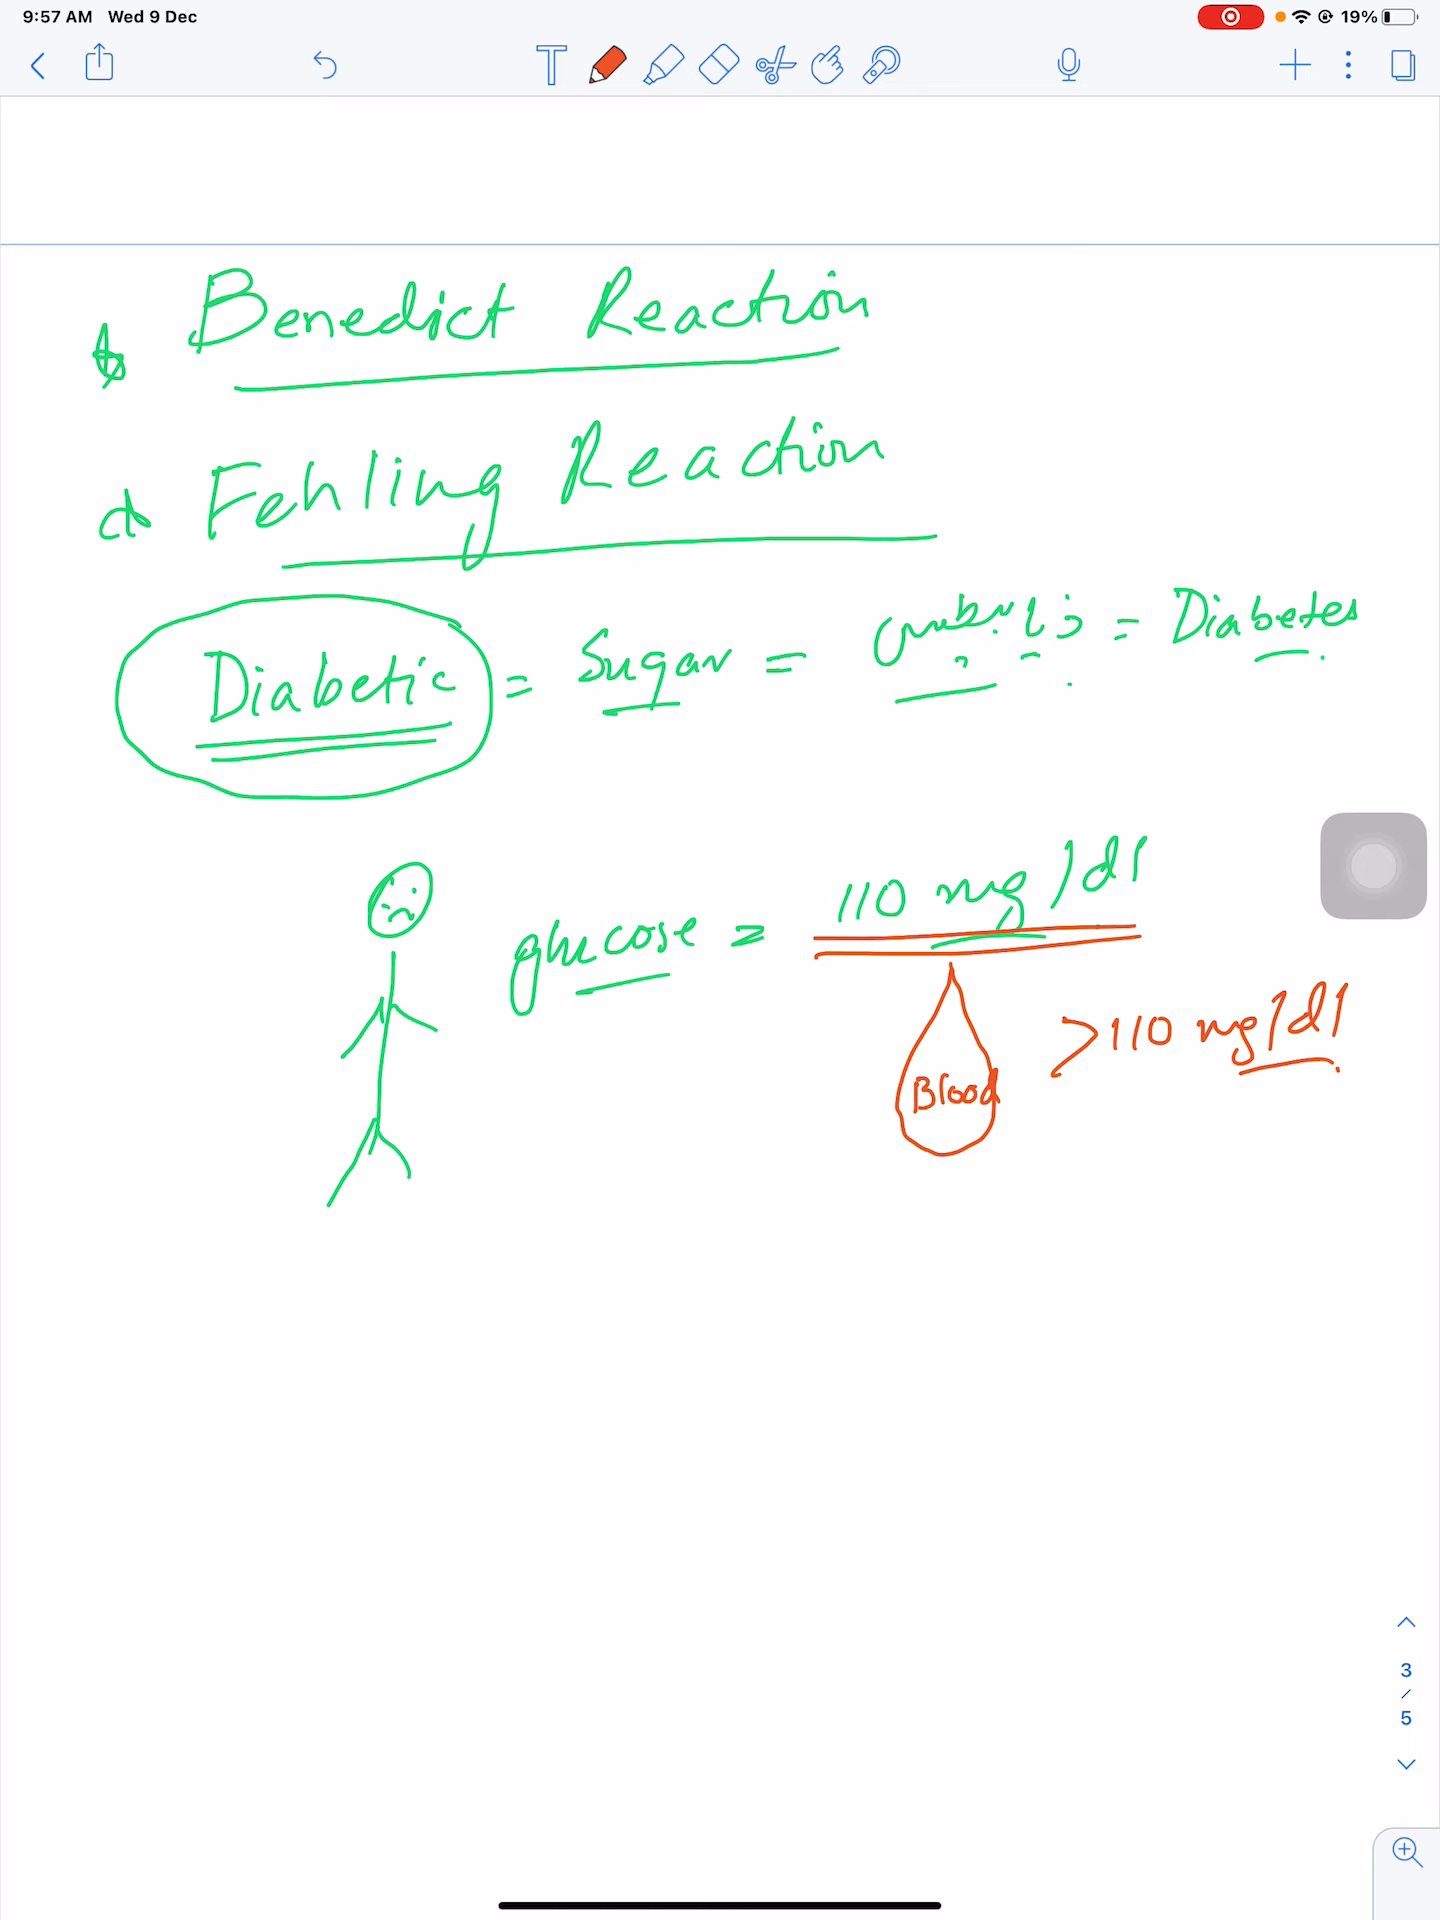 9:57 AM Wed 9 Dec
19%
Benedict Reaction
Fehling Reaction
Diabetic = Sugar = = Diabetes
glucose = 110 mg/dl
Blood >110 mg/dl
3
/
5